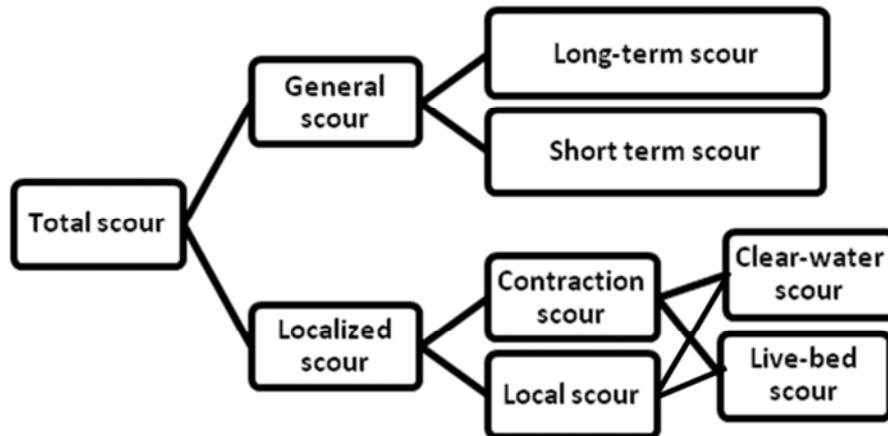 Long-term scour
General
scour
Short term scour
Total scour
Clear-water
scour
Contraction
scour
Localized
scour
Live-bed
scour
Local scour